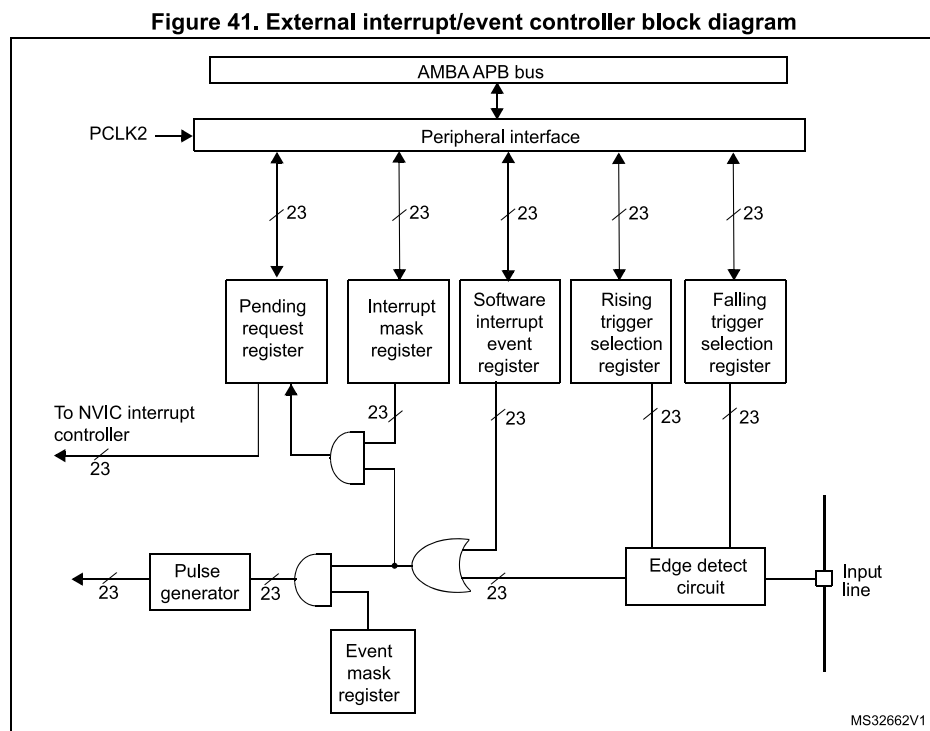 Figure 41. External interrupt/event controller block diagram
AMBA APB bus
PCLK2
Peripheral interface
23
23
23
23
23
Pending
request
register
Interrupt
mask
register
Software
interrupt
event
register
Rising
trigger
selection
register
Falling
trigger
selection
register
To NVIC interrupt
controller
23
23
23
23
23
Pulse
generator
23
23
23
Edge detect
circuit
Input
line
Event
mask
register
MS32662V1